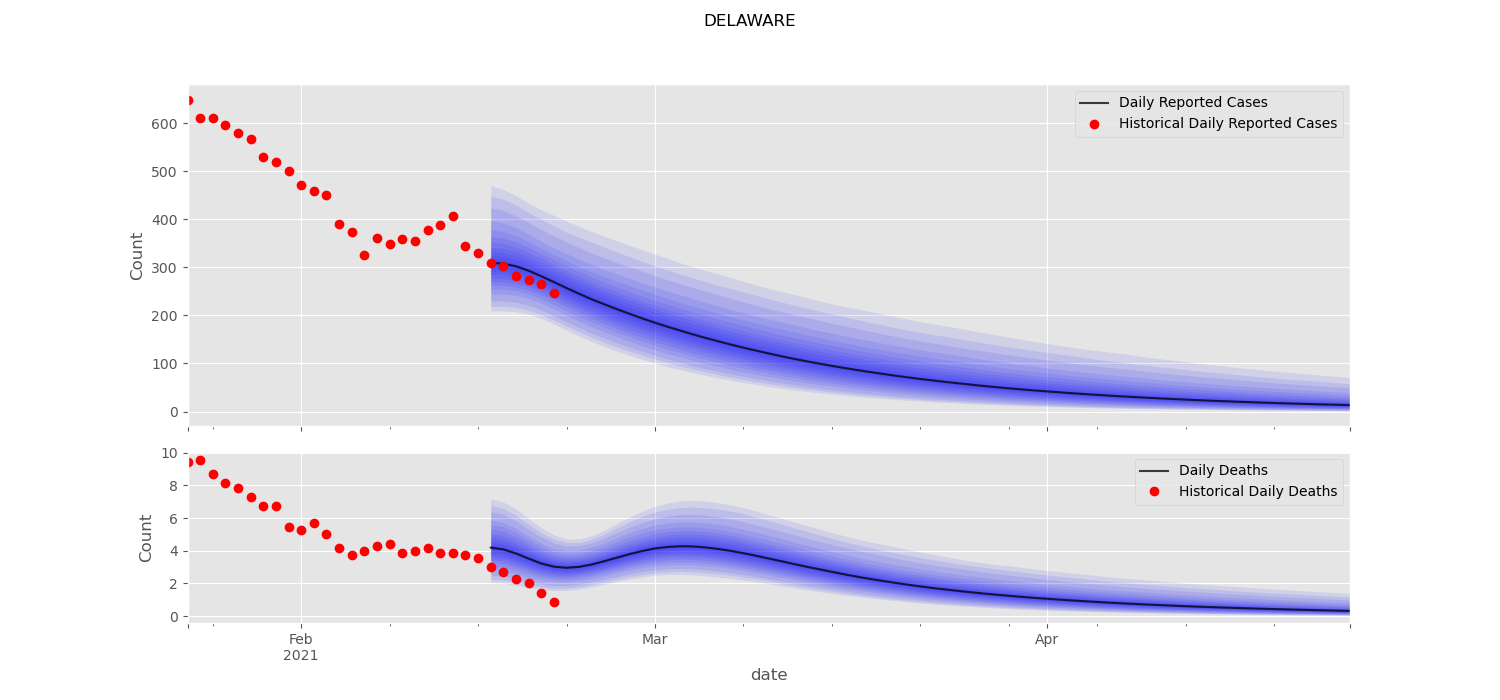 DELAWARE
Daily Reported Cases
Historical Daily Reported Cases
600
500
400
300
200
100
0
Count
Daily Deaths
Historical Daily Deaths
10
8
6
4
2
0
Count
Feb Mar Apr
2021
date